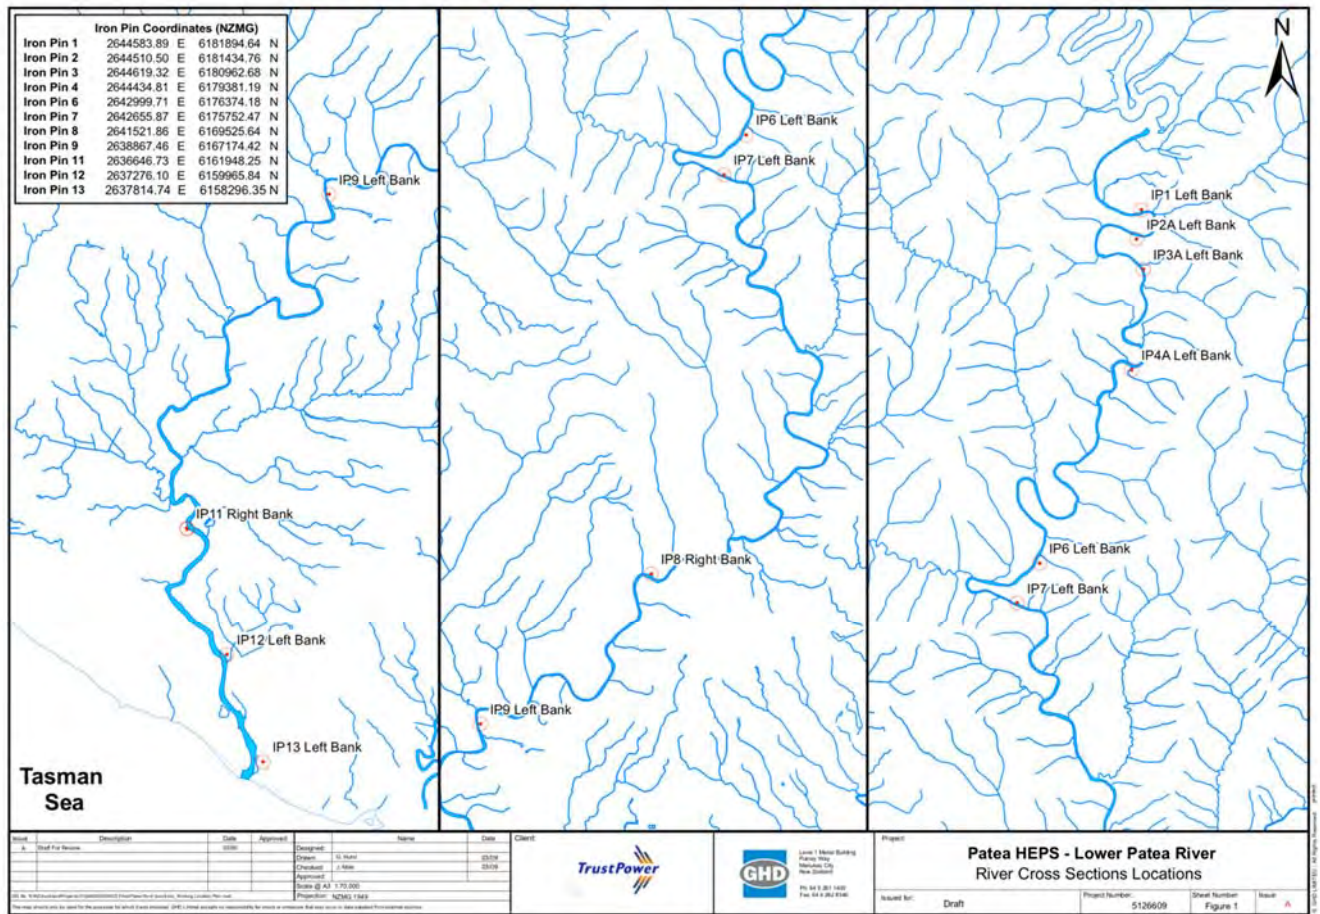 Iron Pin Coordinates (NZMG)
Iron Pin 1 2644583.89 E 6181894.64 N
Iron Pin 2 2644510.50 E 6181434.76 N
Iron Pin 3 2644619.32 E 6180962.68 N
Iron Pin 4 2644434.81 E 6179381.19 N
Iron Pin 6 2642999.71 E 6176374.18 N
Iron Pin 7 2642655.87 E 6175752.47 N
Iron Pin 8 2641521.86 E 6169525.64 N
Iron Pin 9 2638867.46 E 6167174.42 N
Iron Pin 11 2636646.73 E 6161948.25 N
Iron Pin 12 2637276.10 E 6159965.84 N
Iron Pin 13 2637814.74 E 6158296.35 N
IP9 Left Bank
IP11 Right Bank
IP12 Left Bank
IP13 Left Bank
Tasman
Sea
IP6 Left Bank
IP7 Left Bank
IP8 Right Bank
IP9 Left Bank
N
IP1 Left Bank
IP2A Left Bank
IP3A Left Bank
IP4A Left Bank
IP6 Left Bank
IP7 Left Bank
Issue Description Date Approved
A
Name Date
Designed:
Drawn:
Checked:
Approved:
Scale @ A3 1:70,000
Projection: NZMG 1949
Client:
TrustPower
GHD
Project:
Patea HEPS - Lower Patea River
River Cross Sections Locations
Issued for: Draft
Project Number: 5126609
Sheet Number: Figure 1
Issue: A